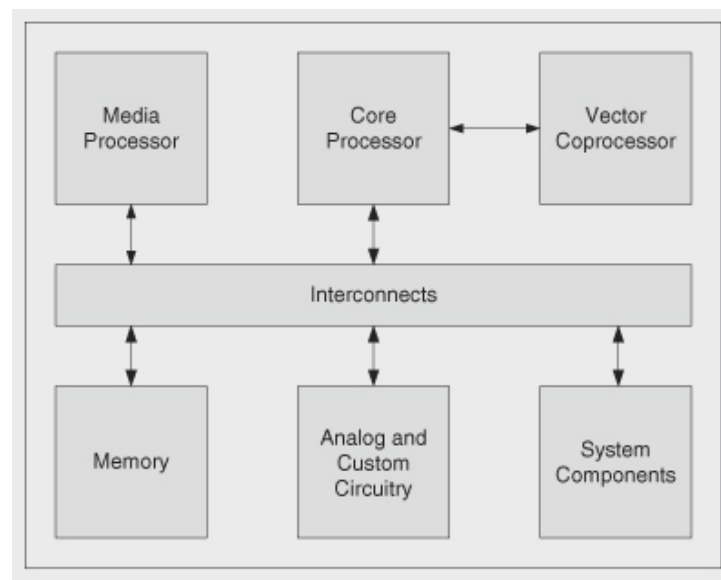 Media
Processor
Core
Processor
Vector
Coprocessor
Interconnects
Memory
Analog and
Custom
Circuitry
System
Components